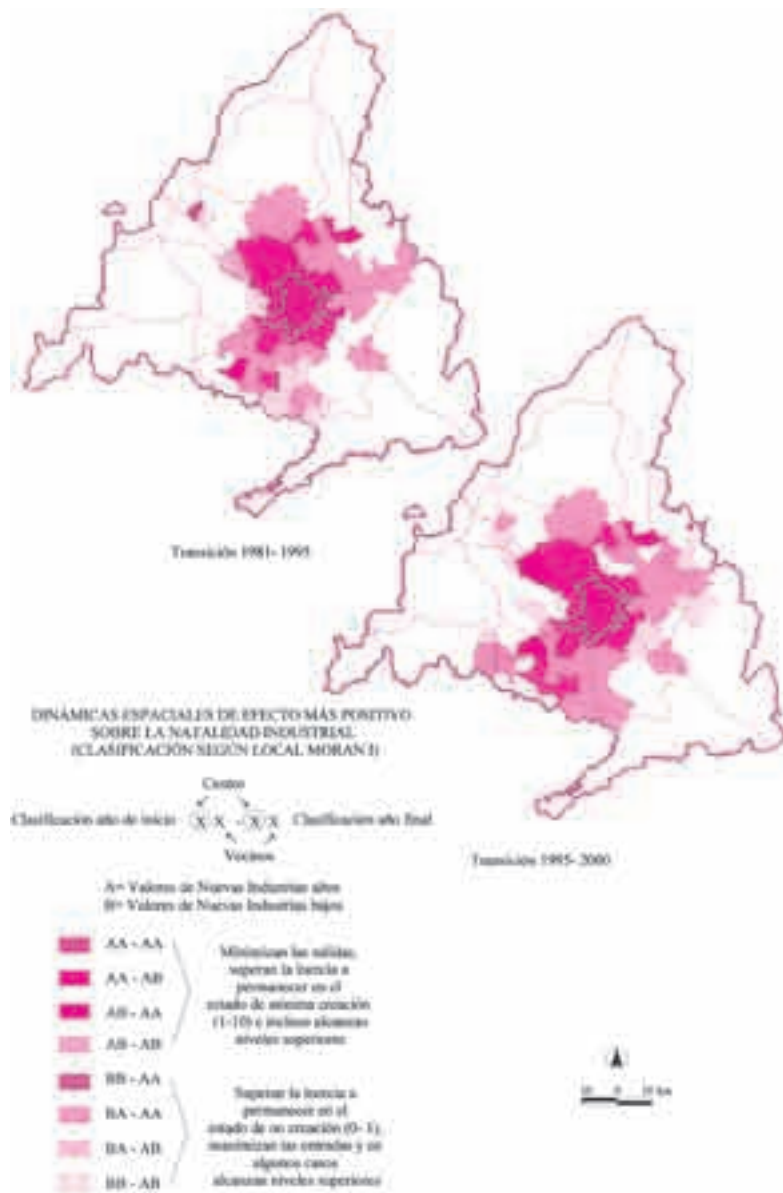 Transición 1981- 1995
DINÁMICAS ESPACIALES DE EFECTO MÁS POSITIVO
SOBRE LA NATALIDAD INDUSTRIAL
(CLASIFICACIÓN SEGÚN LOCAL MORAN I)
Centro
Clasificación año de inicio X X - X X Clasificación año final
Vecinos
Transición 1995- 2000
A= Valores de Nuevas Industrias altos
B= Valores de Nuevas Industrias bajos
AA - AA
AA - AB
AB - AA
AB - AB
Minimizan las salidas,
superan la inercia a
permanecer en el
estado de mínima creación
(1-10) e incluso alcanzan
niveles superiores
BB - AA
BA - AA
BA - AB
BB - AB
Superan la inercia a
permanecer en el
estado de no creación (0- 1),
maximizan las entradas y en
algunos casos
alcanzan niveles superiores
10 0 10 km